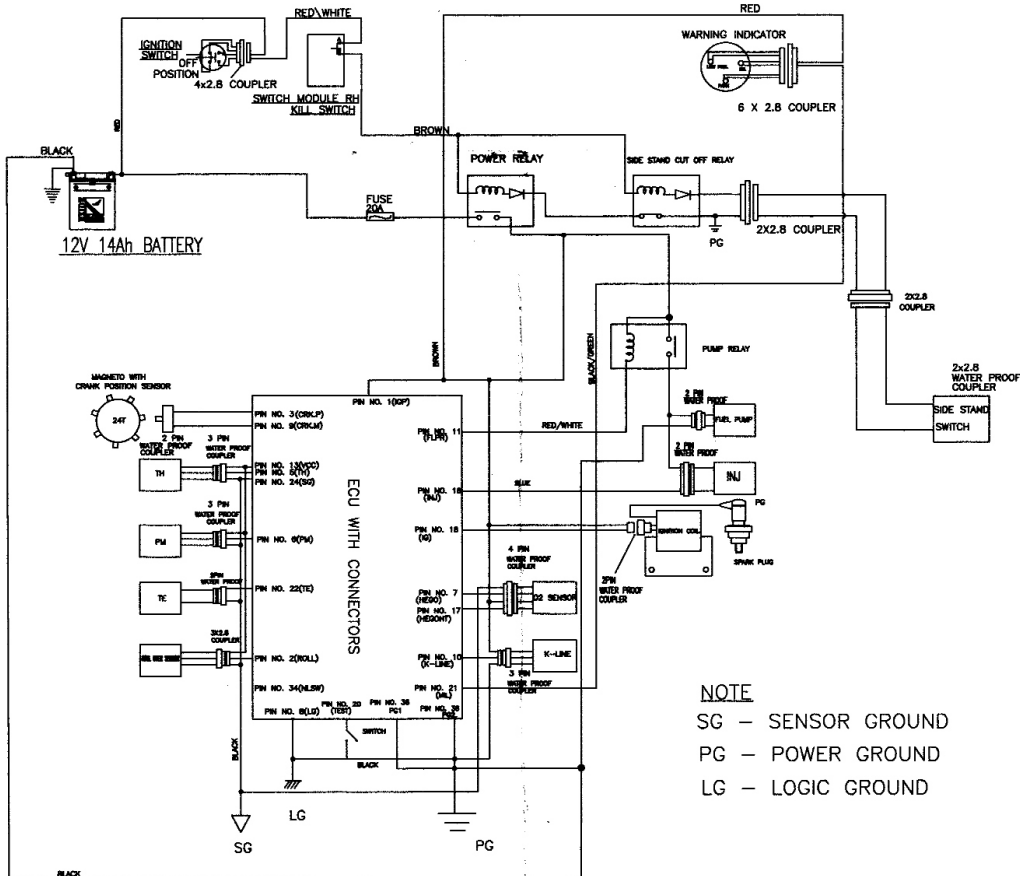 RED\WHITE
RED
IGNITION
SWITCH
OFF
POSITION
4x2.8 COUPLER
SWITCH MODULE RH
KILL SWITCH
WARNING INDICATOR
6 X 2.8 COUPLER
RED
BLACK
BROWN
POWER RELAY
SIDE STAND CUT OFF RELAY
FUSE
20A
PG
2X2.8 COUPLER
12V 14Ah BATTERY
2X2.8
COUPLER
BROWN
BLACK/GREEN
PUMP RELAY
2x2.8
WATER PROOF
COUPLER
SIDE STAND
SWITCH
MAGNETO WITH
CRANK POSITION SENSOR
24T
2 PIN
WATER PROOF
COUPLER
3 PIN
WATER PROOF
COUPLER
TH
3 PIN
WATER PROOF
COUPLER
PM
2PIN
WATER PROOF
TE
3X2.8
COUPLER
PIN NO. 1(IGP)
PIN NO. 3(CRK.P)
PIN NO. 9(CRK.M)
PIN NO. 13(VCC)
PIN NO. 5(TH)
PIN NO. 24(SG)
PIN NO. 6(PM)
PIN NO. 22(TE)
PIN NO. 2(ROLL)
PIN NO. 34(NLSW)
PIN NO. 8(LG)
PIN NO. 20
(TEST)
PIN NO. 36
PG1
PG2
ECU WITH CONNECTORS
PIN NO. 11
(FLPR)
PIN NO. 18
(INJ)
PIN NO. 18
(IG)
PIN NO. 7
(HEGO)
PIN NO. 17
(HEGOHT)
PIN NO. 10
(K-LINE)
PIN NO. 21
(MIL)
RED/WHITE
BLUE
2 PIN
WATER PROOF
FUEL PUMP
2 PIN
WATER PROOF
INJ
PG
IGNITION COIL
SPARK PLUG
2PIN
WATER PROOF
COUPLER
4 PIN
WATER PROOF
COUPLER
O2 SENSOR
K-LINE
3 PIN
WATER PROOF
COUPLER
SWITCH
BLACK
BLACK
LG
SG
PG
NOTE
SG - SENSOR GROUND
PG - POWER GROUND
LG - LOGIC GROUND
BLACK